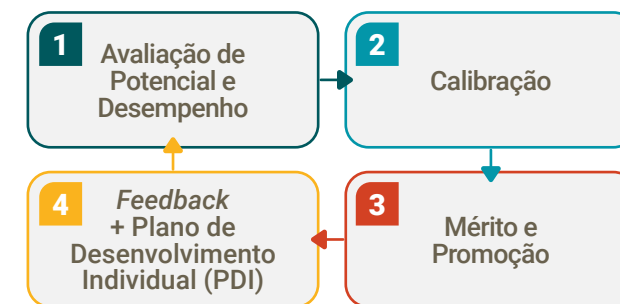 1
Avaliação de
Potencial e
Desempenho
2
Calibração
4
Feedback
+ Plano de
Desenvolvimento
Individual (PDI)
3
Mérito e
Promoção